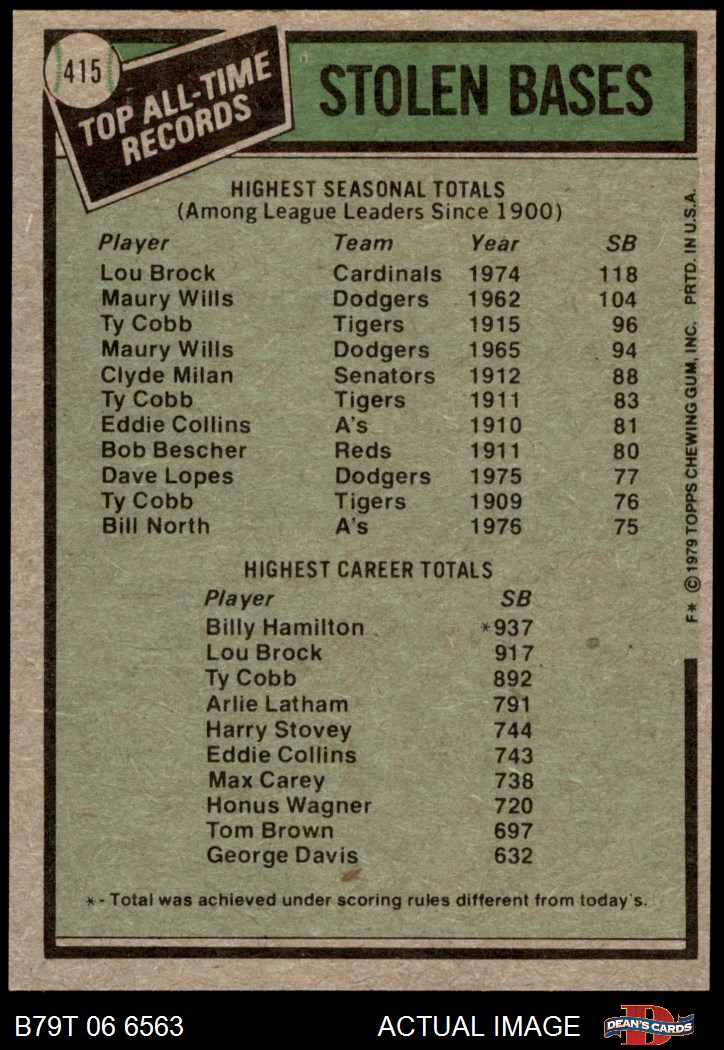 415
TOP ALL-TIME
RECORDS
STOLEN BASES
HIGHEST SEASONAL TOTALS
(Among League Leaders Since 1900)
Player Team Year SB
Lou Brock Cardinals 1974 118
Maury Wills Dodgers 1962 104
Ty Cobb Tigers 1915 96
Maury Wills Dodgers 1965 94
Clyde Milan Senators 1912 88
Ty Cobb Tigers 1911 83
Eddie Collins A's 1910 81
Bob Bescher Reds 1911 80
Dave Lopes Dodgers 1975 77
Ty Cobb Tigers 1909 76
Bill North A's 1976 75
HIGHEST CAREER TOTALS
Player SB
Billy Hamilton *937
Lou Brock 917
Ty Cobb 892
Arlie Latham 791
Harry Stovey 744
Eddie Collins 743
Max Carey 738
Honus Wagner 720
Tom Brown 697
George Davis 632
*- Total was achieved under scoring rules different from today's.
F* © 1979 TOPPS CHEWING GUM, INC. PRTD. IN U.S.A.
B79T 06 6563 ACTUAL IMAGE
D
DEAN'S CARDS